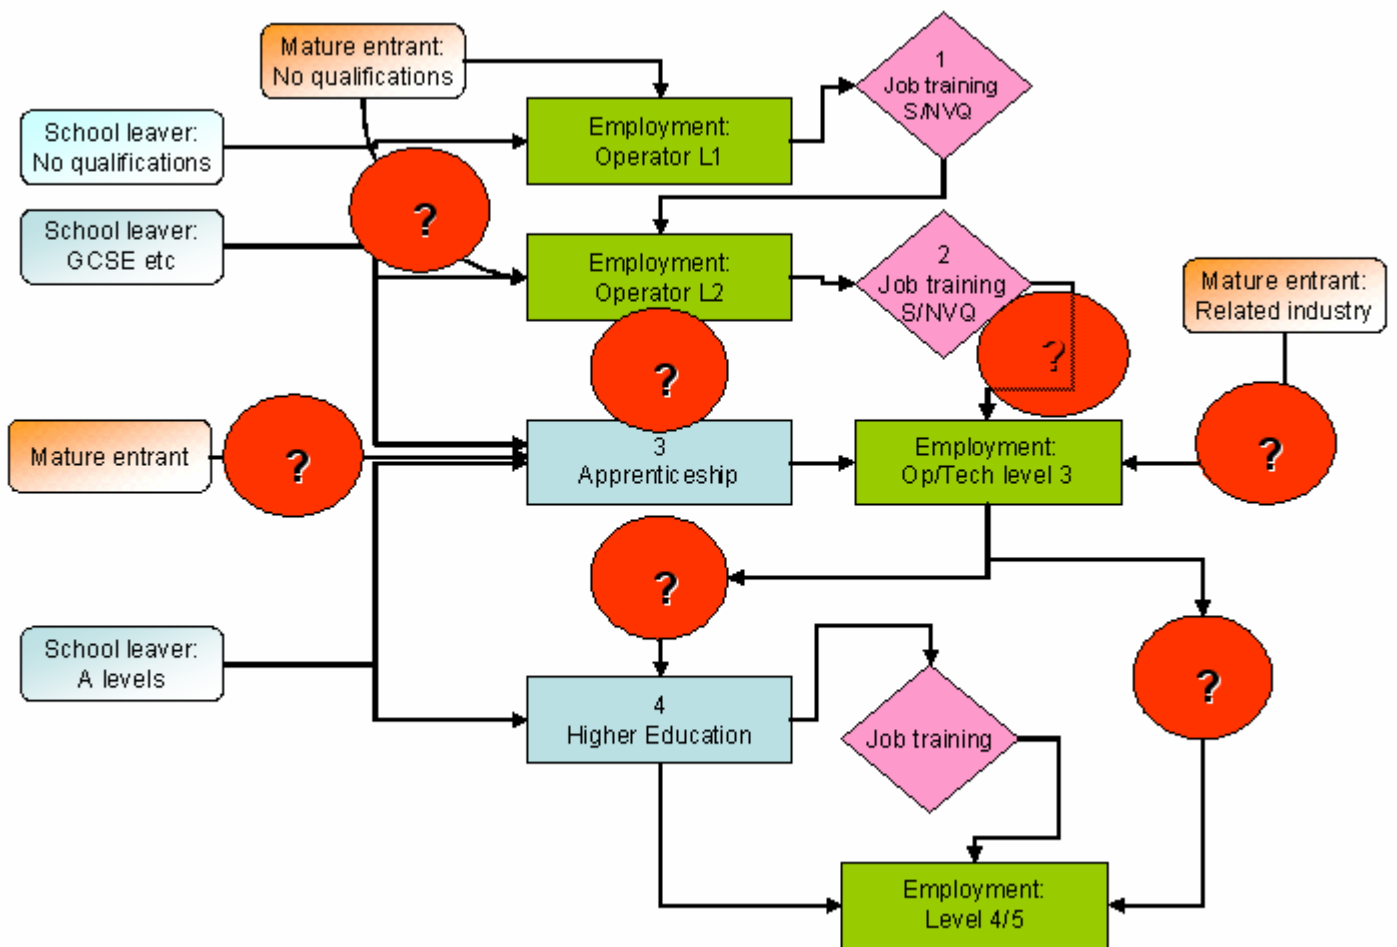 Mature entrant:
No qualifications
1
Job training
S/NVQ
School leaver:
No qualifications
Employment:
Operator L1
?
School leaver:
GCSE etc
Employment:
Operator L2
2
Job training
S/NVQ
Mature entrant:
Related industry
?
?
Mature entrant
?
3
Apprenticeship
Employment:
Op/Tech level 3
?
?
School leaver:
A levels
4
Higher Education
Job training
?
Employment:
Level 4/5